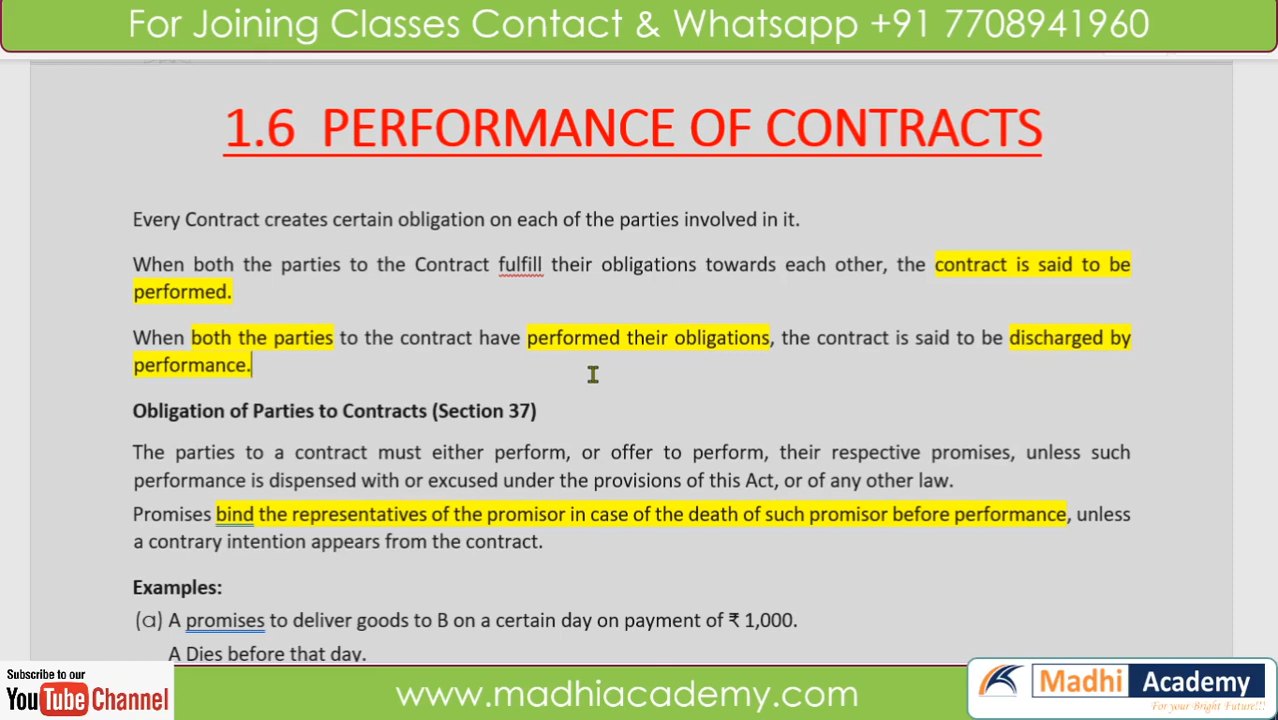 For Joining Classes Contact & Whatsapp +91 7708941960
1.6 PERFORMANCE OF CONTRACTS
Every Contract creates certain obligation on each of the parties involved in it.
When both the parties to the Contract fulfill their obligations towards each other, the contract is said to be
performed.
When both the parties to the contract have performed their obligations, the contract is said to be discharged by
performance.
Obligation of Parties to Contracts (Section 37)
The parties to a contract must either perform, or offer to perform, their respective promises, unless such
performance is dispensed with or excused under the provisions of this Act, or of any other law.
Promises bind the representatives of the promisor in case of the death of such promisor before performance, unless
a contrary intention appears from the contract.
Examples:
(a) A promises to deliver goods to B on a certain day on payment of ₹ 1,000.
A Dies before that day.
Subscribe to our
YouTube Channel
www.madhiacademy.com
Madhi Academy
For your Bright Future!!!